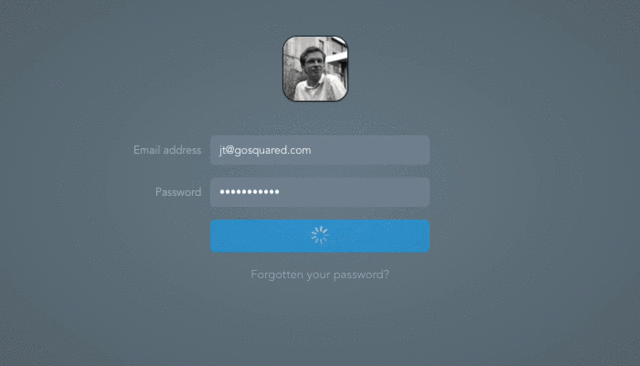 Email address jt@gosquared.com
Password •••••••••••
Forgotten your password?